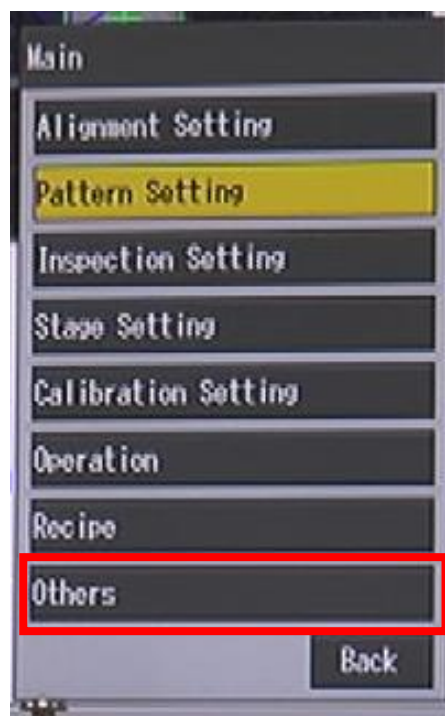 Main
Alignment Setting
Pattern Setting
Inspection Setting
Stage Setting
Calibration Setting
Operation
Recipe
Others
Back